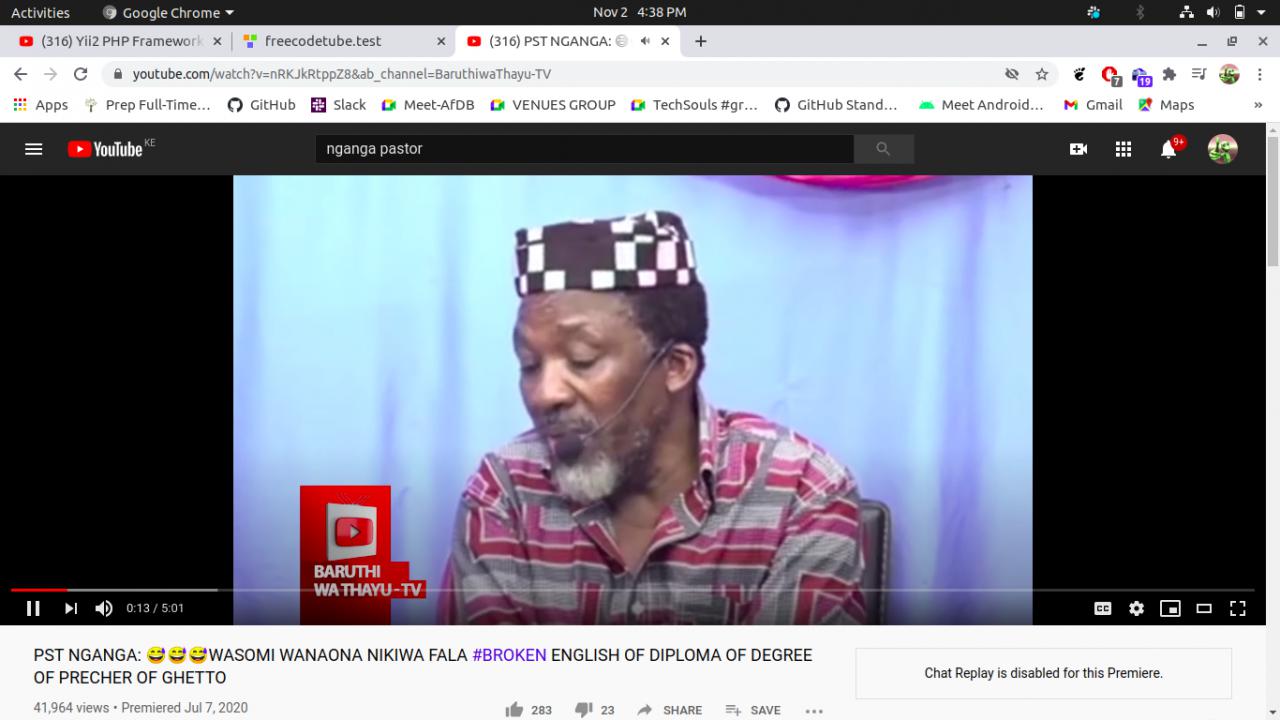 Activities Google Chrome Nov 2 4:38 PM
(316) Yii2 PHP Framework freecodetube.test (316) PST NGANGA: 😅
youtube.com/watch?v=nRKJkRtppZ8&ab_channel=BaruthiwaThayu-TV 7 19
Apps Prep Full-Time… GitHub Slack Meet-AfDB VENUES GROUP TechSouls #gr… GitHub Stand… Meet Android… Gmail Maps »
YouTube KE nganga pastor 9+
BARUTHI
WA THAYU-TV
0:13 / 5:01 CC
PST NGANGA: 😅😅😅WASOMI WANAONA NIKIWA FALA #BROKEN ENGLISH OF DIPLOMA OF DEGREE
OF PRECHER OF GHETTO
Chat Replay is disabled for this Premiere.
41,964 views • Premiered Jul 7, 2020 283 23 SHARE SAVE